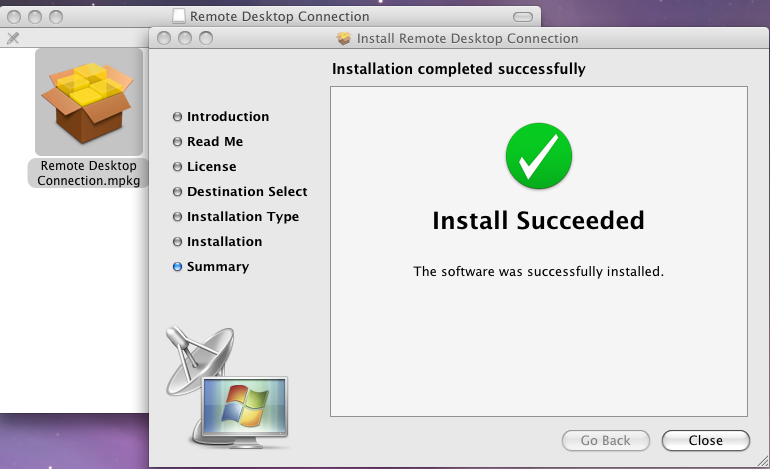 Remote Desktop Connection
Install Remote Desktop Connection
Remote Desktop
Connection.mpkg
Installation completed successfully
Introduction
Read Me
License
Destination Select
Installation Type
Installation
Summary
Install Succeeded
The software was successfully installed.
Go Back
Close